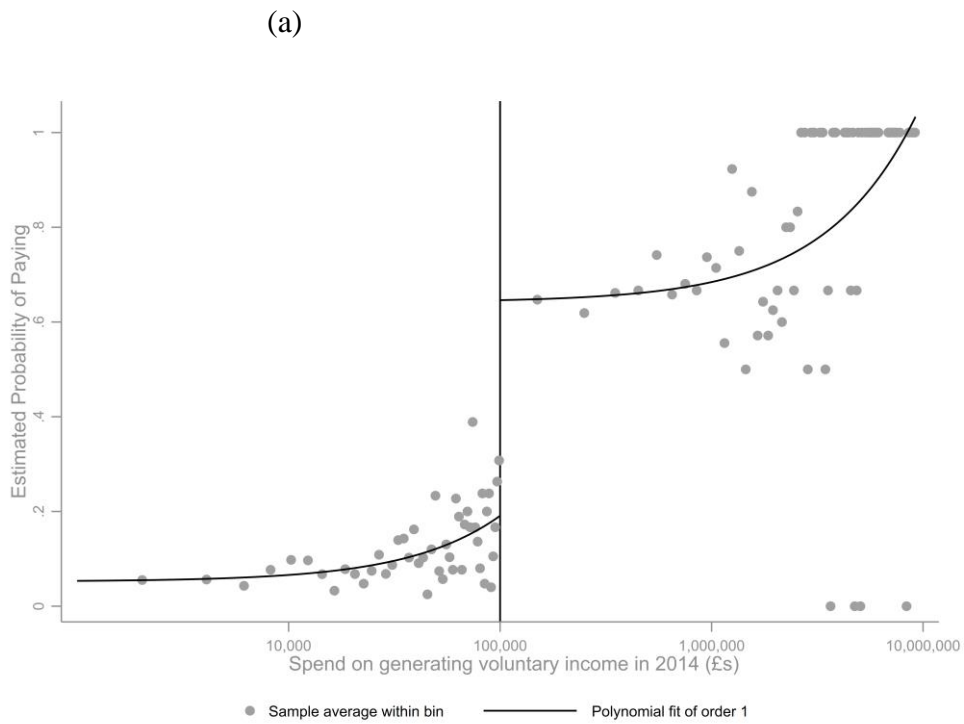 (a)
Estimated Probability of Paying
1
.8
.6
.4
.2
0
10,000
100,000
1,000,000
10,000,000
Spend on generating voluntary income in 2014 (£s)
Sample average within bin
Polynomial fit of order 1